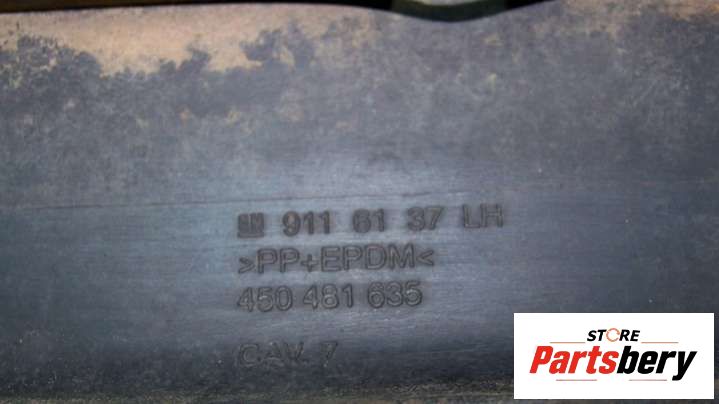 GM 911 61 37 LH
>PP+EPDM<
450 481 635
CAV. 7
STORE
Partsbery